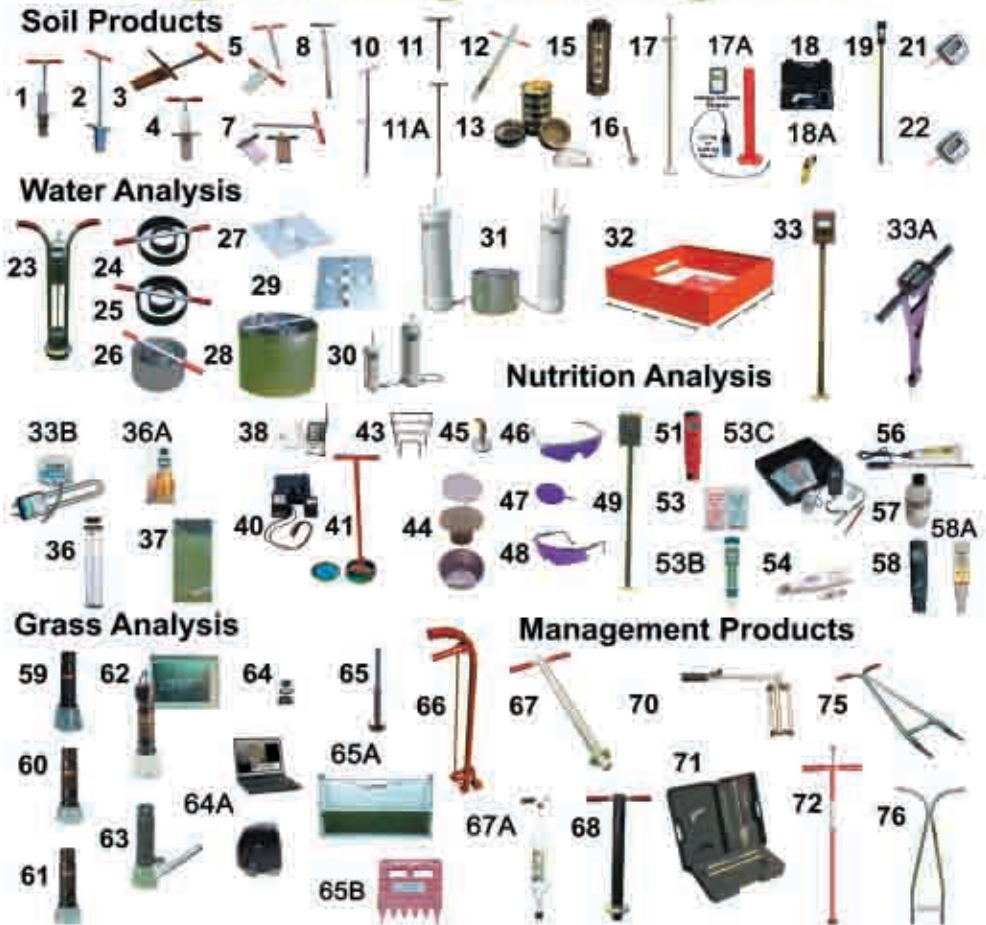 Soil Products
1 2 3 4 5 7 8 10 11 11A 12 13 15 16 17 17A 18 18A 19 21 22
Water Analysis
23 24 25 26 27 28 29 30 31 32 33 33A
Nutrition Analysis
33B 36A 36 37 38 40 41 43 44 45 46 47 48 49 51 53 53B 53C 54 56 57 58 58A
Grass Analysis
59 60 61 62 63 64 64A 65 65A 65B
Management Products
66 67 67A 68 70 71 72 75 76